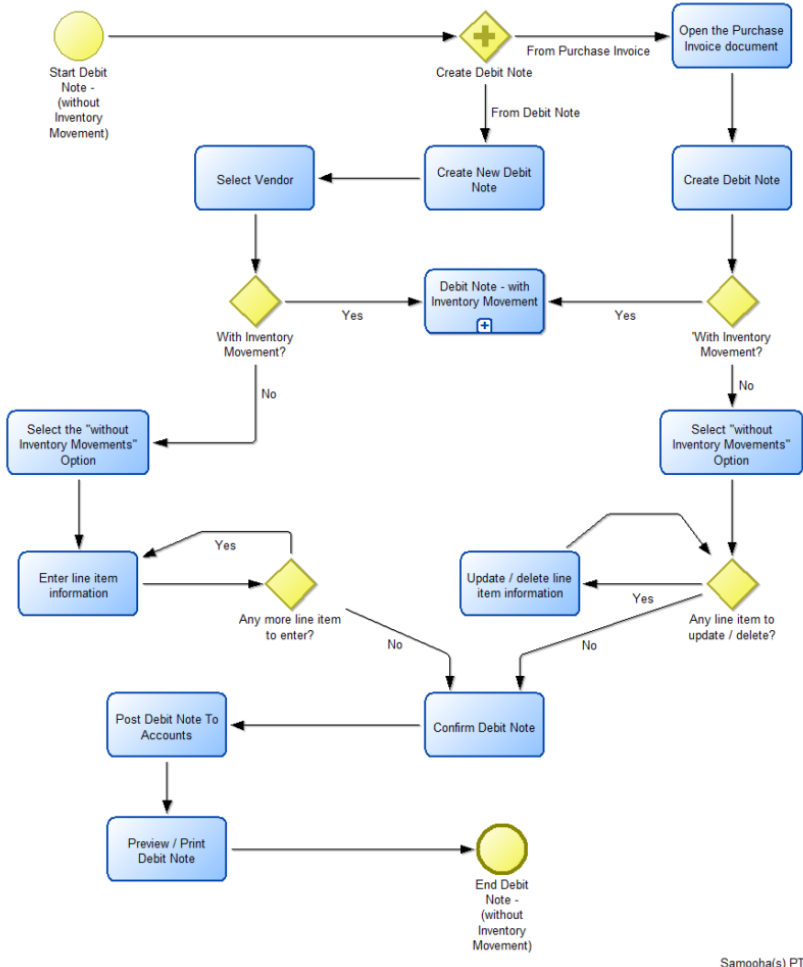 Open the Purchase
Invoice document
From Purchase Invoice
Start Debit
Note -
(without
Inventory
Movement)
Create Debit Note
From Debit Note
Select Vendor
Create New Debit
Note
Create Debit Note
Debit Note - with
Inventory Movement
Yes
Yes
With Inventory
Movement?
'With Inventory
Movement?
No
No
Select the "without
Inventory Movements"
Option
Select "without
Inventory Movements"
Option
Yes
Enter line item
information
Update / delete line
item information
Yes
Any more line item
to enter?
Any line item to
update / delete?
No
No
Post Debit Note To
Accounts
Confirm Debit Note
Preview / Print
Debit Note
End Debit
Note -
(without
Inventory
Movement)
Samooha(s) PT